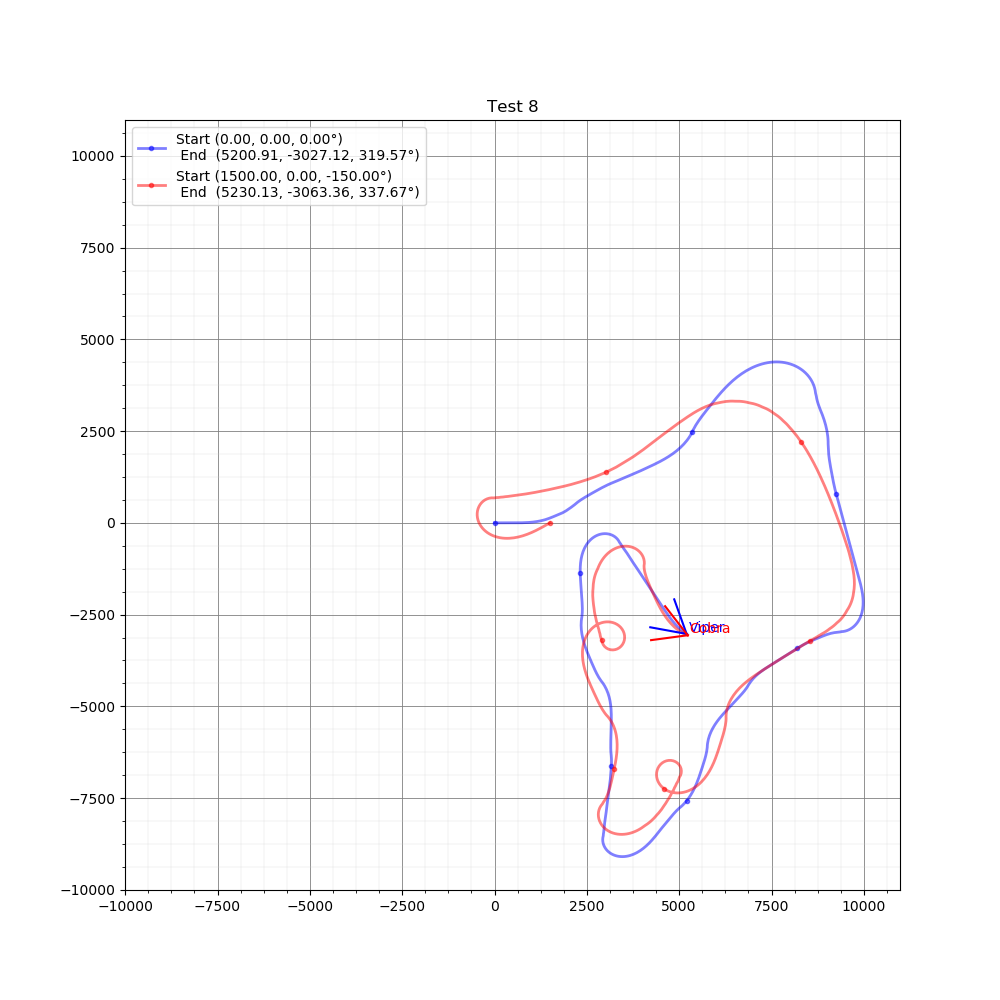 Test 8
Start (0.00, 0.00, 0.00°)
End (5200.91, -3027.12, 319.57°)
Start (1500.00, 0.00, -150.00°)
End (5230.13, -3063.36, 337.67°)
10000
7500
5000
2500
0
−2500
−5000
−7500
−10000
Viper
Cobra
−10000 −7500 −5000 −2500 0 2500 5000 7500 10000